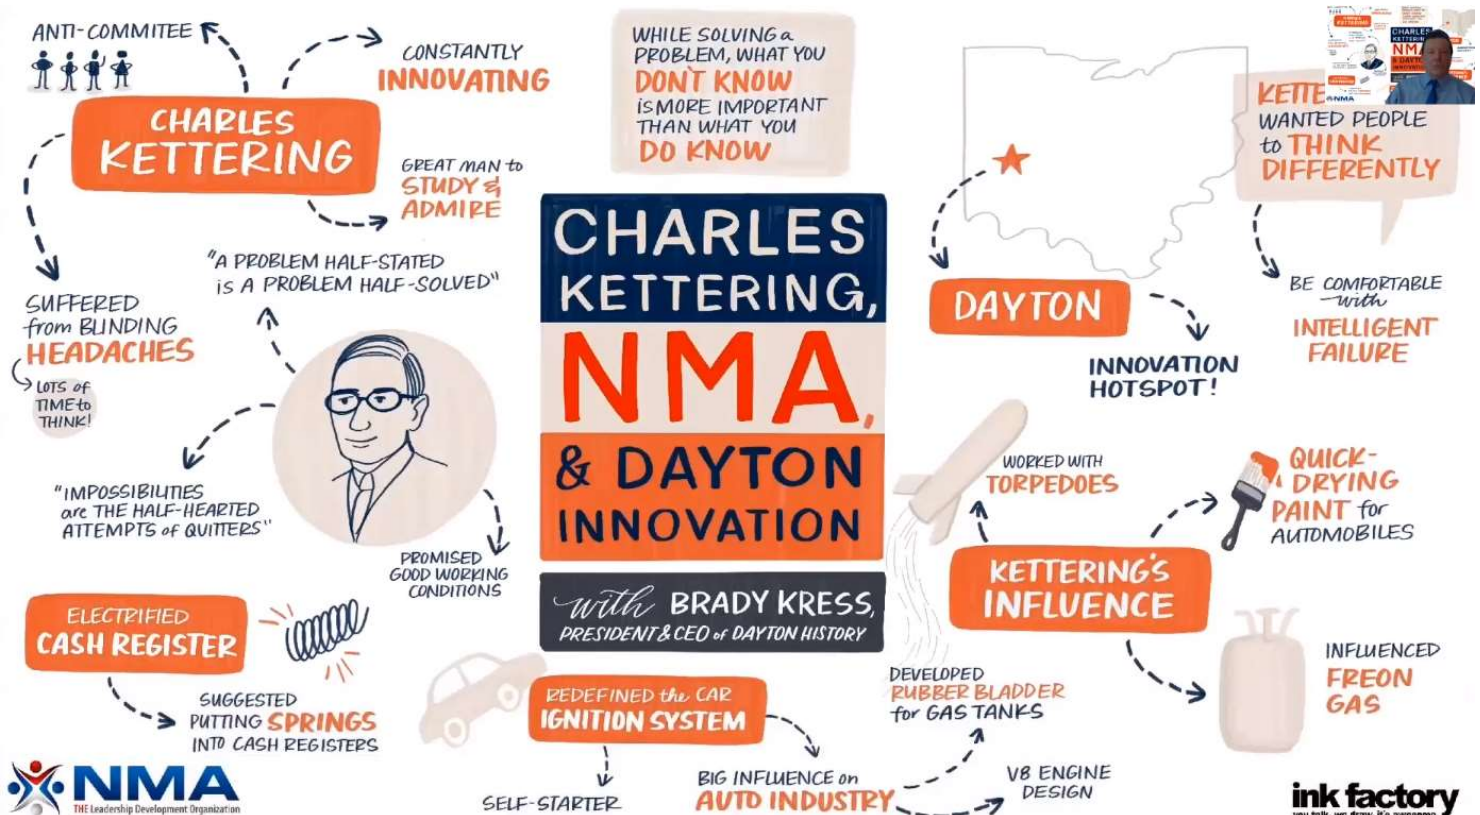 ANTI-COMMITEE
CHARLES
KETTERING
CONSTANTLY
INNOVATING
GREAT MAN to
STUDY &
ADMIRE
SUFFERED
from BLINDING
HEADACHES
LOTS of
TIME to
THINK!
"A PROBLEM HALF-STATED
is A PROBLEM HALF-SOLVED"
"IMPOSSIBILITIES
are THE HALF-HEARTED
ATTEMPTS of QUITTERS"
PROMISED
GOOD WORKING
CONDITIONS
ELECTRIFIED
CASH REGISTER
SUGGESTED
PUTTING SPRINGS
INTO CASH REGISTERS
NMA
THE Leadership Development Organization
WHILE SOLVING a
PROBLEM, WHAT YOU
DON'T KNOW
is MORE IMPORTANT
THAN WHAT YOU
DO KNOW
CHARLES
KETTERING,
NMA,
& DAYTON
INNOVATION
with BRADY KRESS,
PRESIDENT & CEO of DAYTON HISTORY
REDEFINED the CAR
IGNITION SYSTEM
SELF-STARTER
BIG INFLUENCE on
AUTO INDUSTRY
DEVELOPED
RUBBER BLADDER
for GAS TANKS
V8 ENGINE
DESIGN
DAYTON
INNOVATION
HOTSPOT!
WANTED PEOPLE
to THINK
DIFFERENTLY
BE COMFORTABLE
with
INTELLIGENT
FAILURE
WORKED WITH
TORPEDOES
KETTERING'S
INFLUENCE
QUICK-
DRYING
PAINT for
AUTOMOBILES
INFLUENCED
FREON
GAS
ink factory